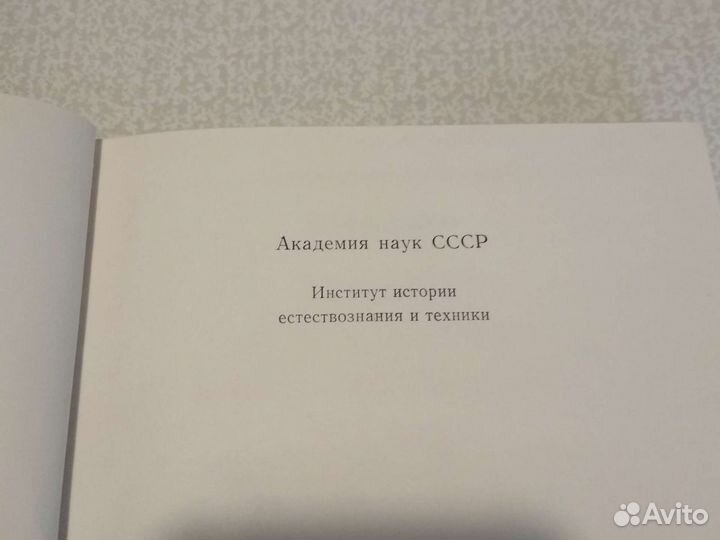 Академия наук СССР
Институт истории
естествознания и техники
Avito